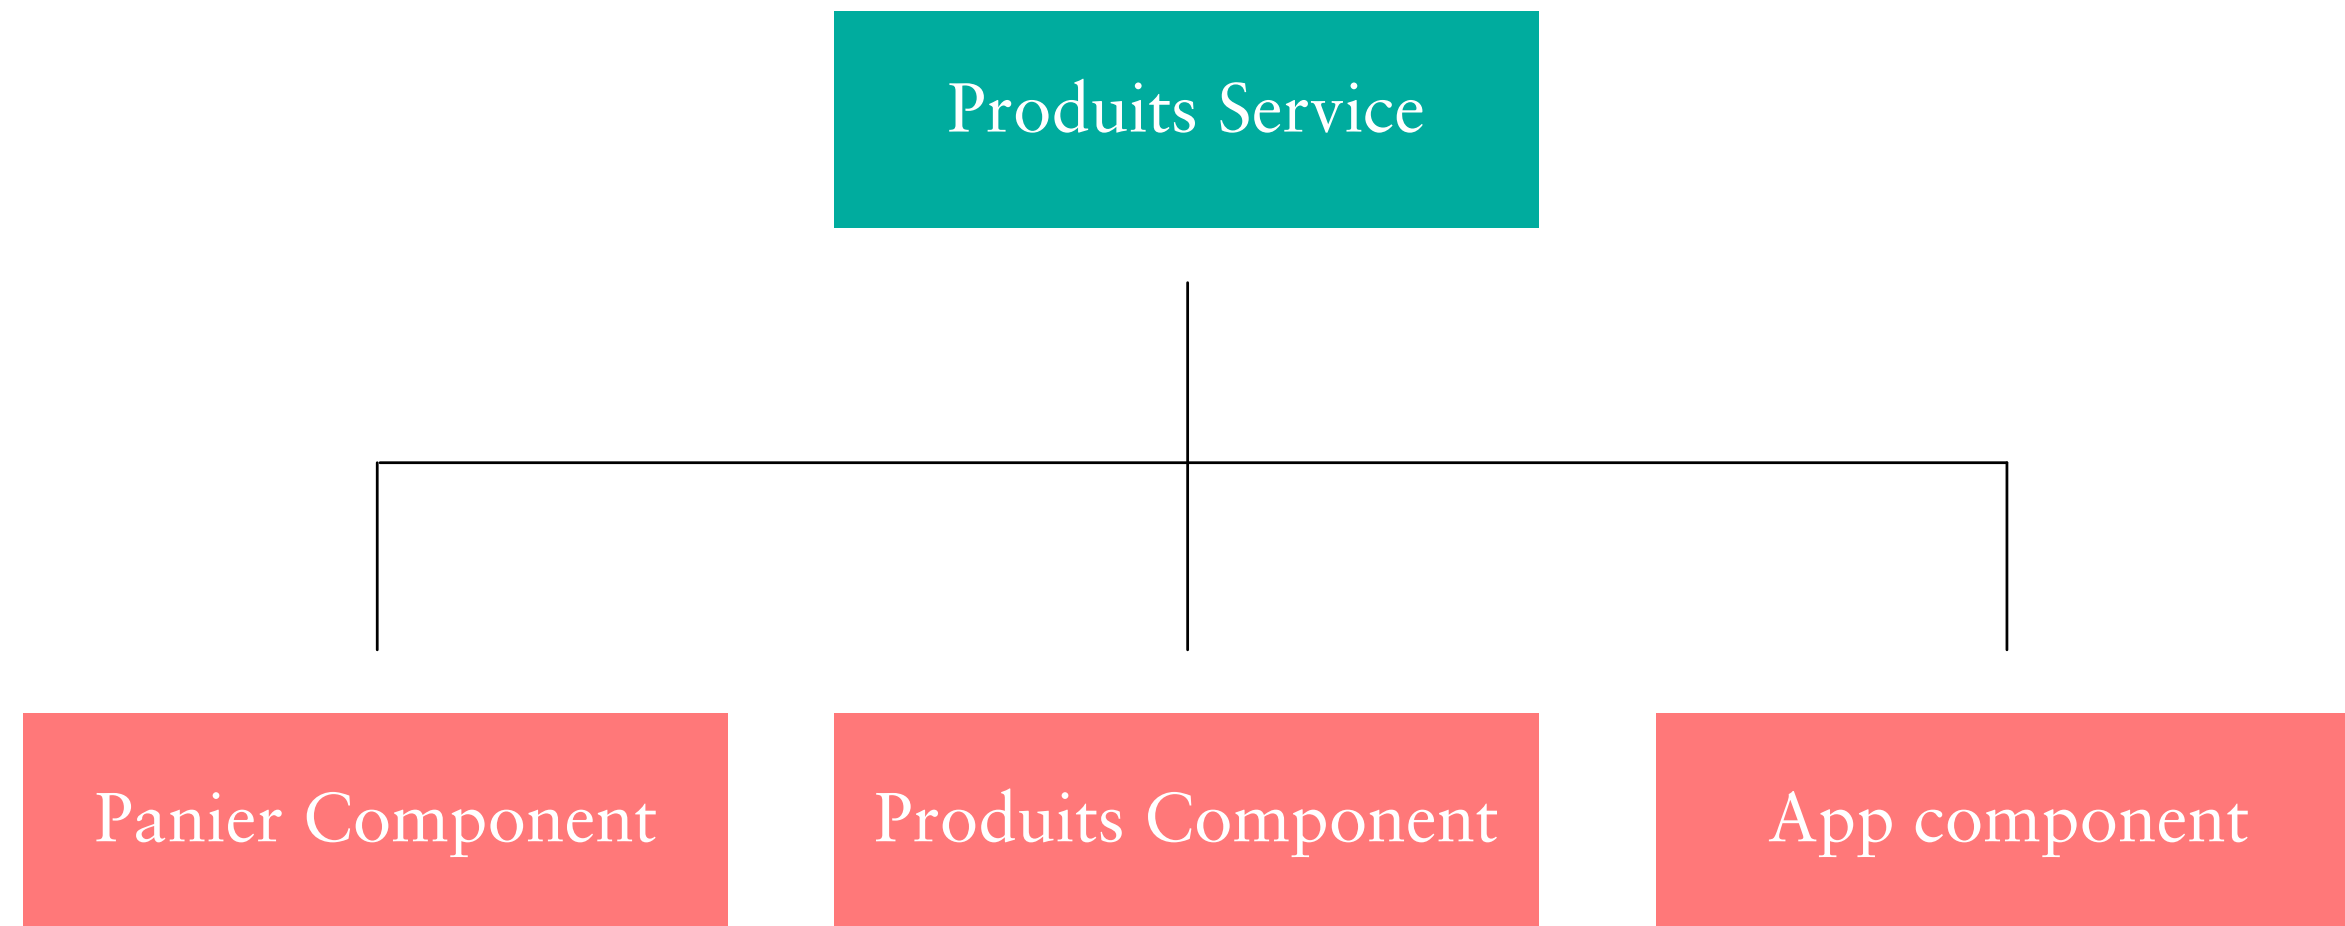 Produits Service
Panier Component
Produits Component
App component